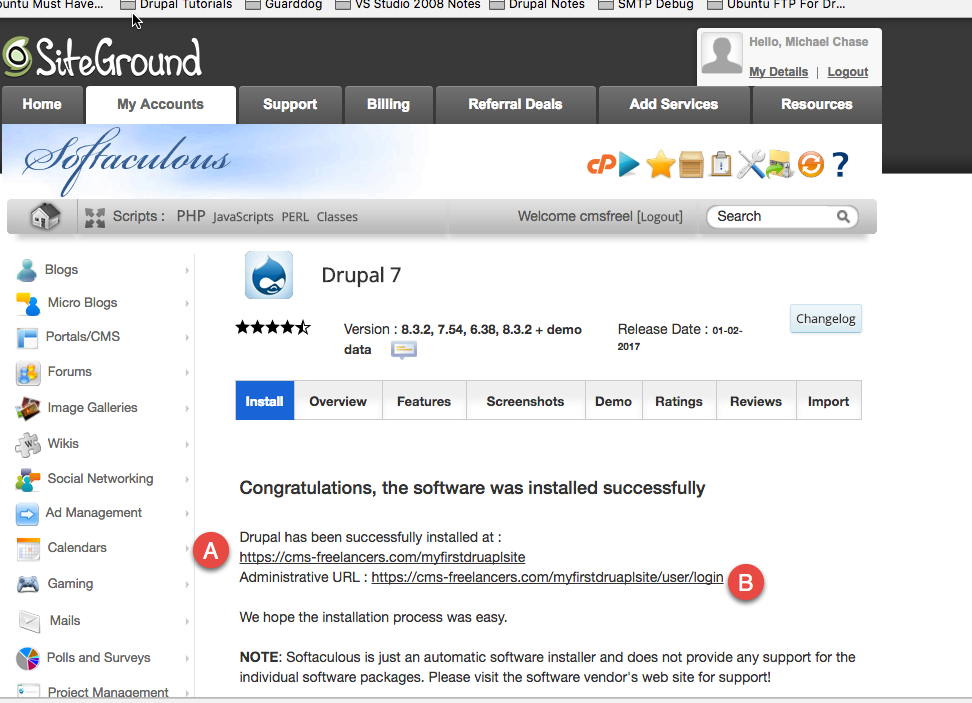 buntu Must Have... Drupal Tutorials Guarddog VS Studio 2008 Notes Drupal Notes SMTP Debug Ubuntu FTP For Dr...
SiteGround
Hello, Michael Chase
My Details | Logout
Home My Accounts Support Billing Referral Deals Add Services Resources
Softaculous
cP ?
Scripts : PHP JavaScripts PERL Classes Welcome cmsfreel [Logout] Search
Blogs
Micro Blogs
Portals/CMS
Forums
Image Galleries
Wikis
Social Networking
Ad Management
Calendars
Gaming
Mails
Polls and Surveys
Project Management
Drupal 7
Version : 8.3.2, 7.54, 6.38, 8.3.2 + demo
data
Release Date : 01-02-
2017
Changelog
Install Overview Features Screenshots Demo Ratings Reviews Import
Congratulations, the software was installed successfully
Drupal has been successfully installed at :
A https://cms-freelancers.com/myfirstdruaplsite
Administrative URL : https://cms-freelancers.com/myfirstdruaplsite/user/login B
We hope the installation process was easy.
NOTE: Softaculous is just an automatic software installer and does not provide any support for the
individual software packages. Please visit the software vendor's web site for support!